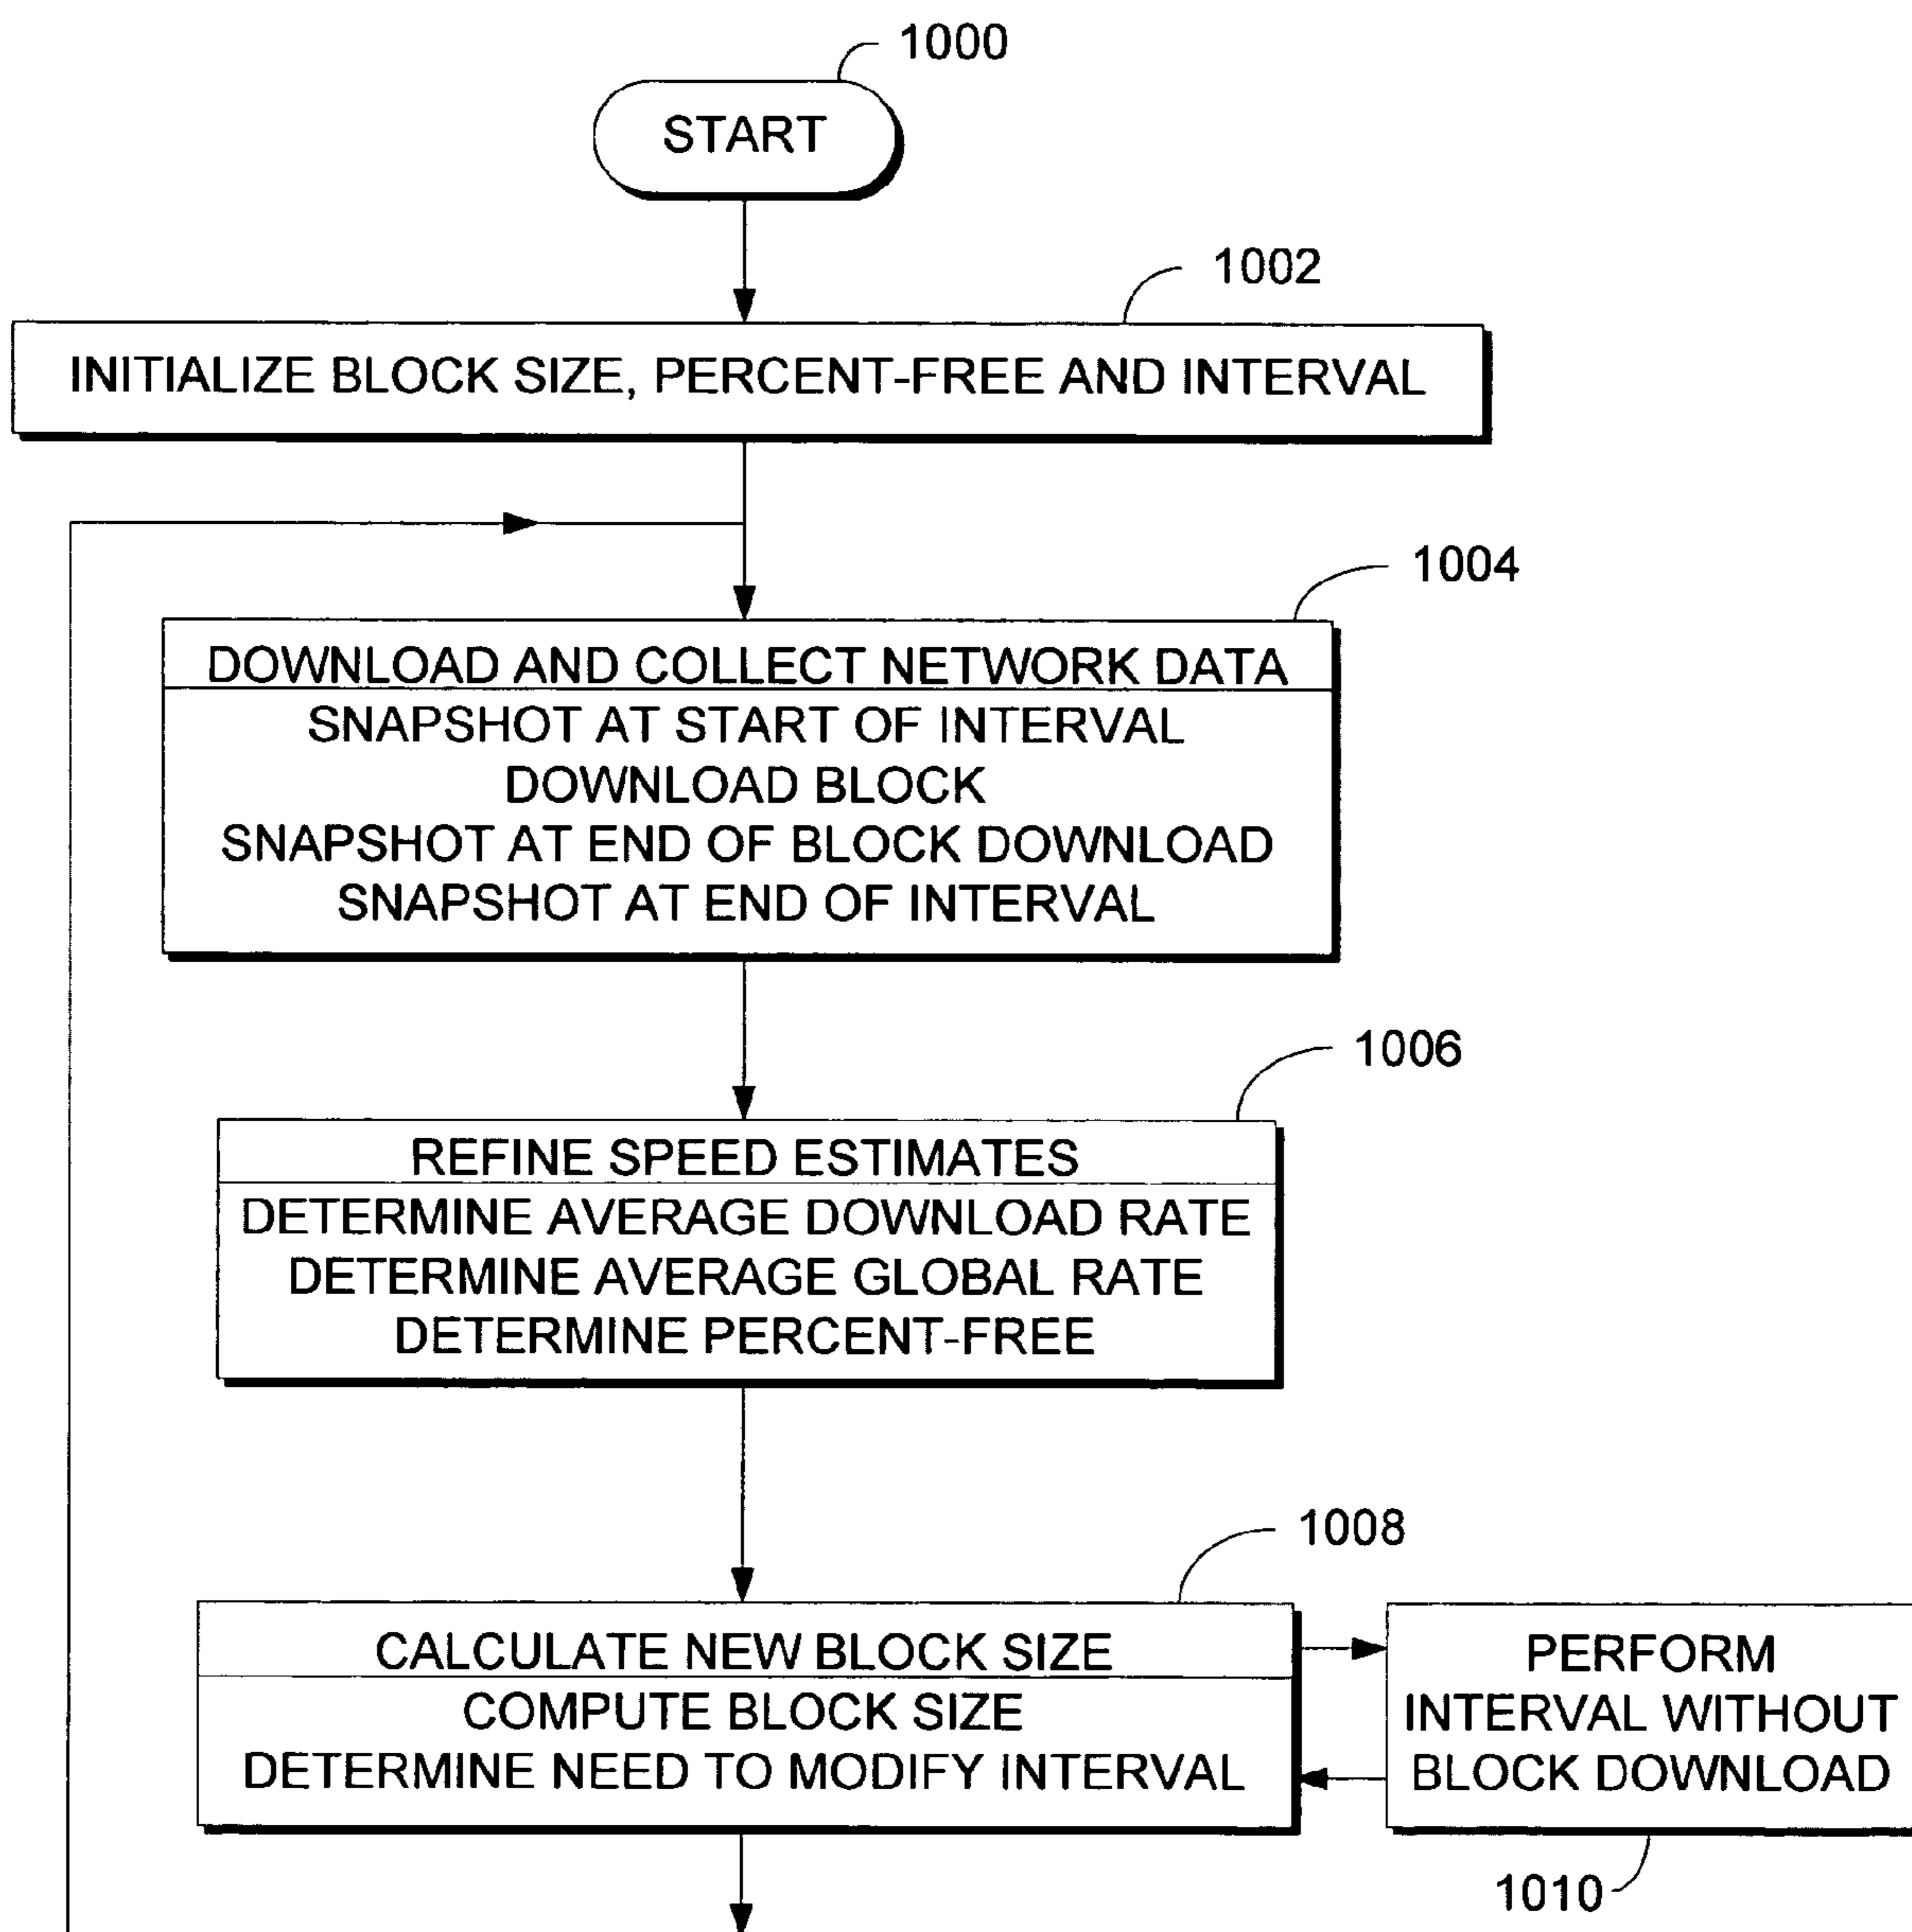 1000
START
1002
INITIALIZE BLOCK SIZE, PERCENT-FREE AND INTERVAL
1004
DOWNLOAD AND COLLECT NETWORK DATA
SNAPSHOT AT START OF INTERVAL
DOWNLOAD BLOCK
SNAPSHOT AT END OF BLOCK DOWNLOAD
SNAPSHOT AT END OF INTERVAL
1006
REFINE SPEED ESTIMATES
DETERMINE AVERAGE DOWNLOAD RATE
DETERMINE AVERAGE GLOBAL RATE
DETERMINE PERCENT-FREE
1008
CALCULATE NEW BLOCK SIZE
COMPUTE BLOCK SIZE
DETERMINE NEED TO MODIFY INTERVAL
PERFORM
INTERVAL WITHOUT
BLOCK DOWNLOAD
1010